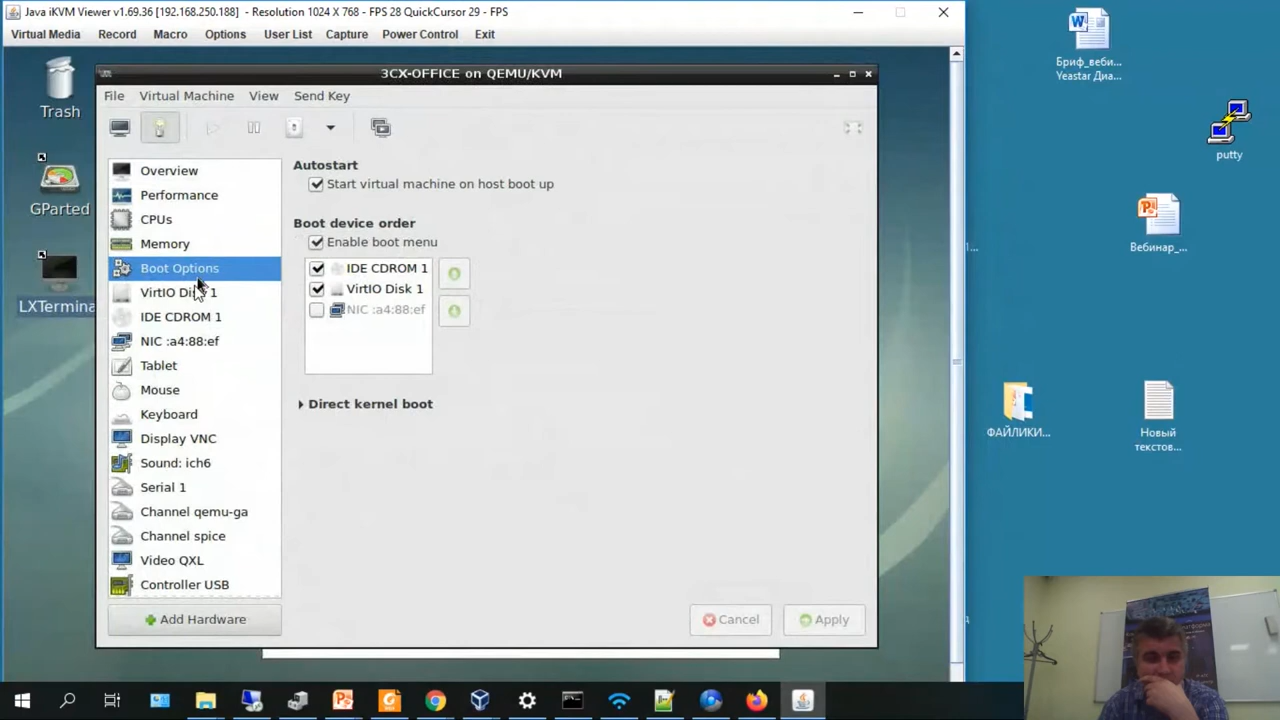 Java iKVM Viewer v1.69.36 [192.168.250.188] - Resolution 1024 X 768 - FPS 28 QuickCursor 29 - FPS
Virtual Media Record Macro Options User List Capture Power Control Exit
3CX-OFFICE on QEMU/KVM
File Virtual Machine View Send Key
Trash
GParted
LXTermina
Overview
Performance
CPUs
Memory
Boot Options
VirtIO Disk 1
IDE CDROM 1
NIC :a4:88:ef
Tablet
Mouse
Keyboard
Display VNC
Sound: ich6
Serial 1
Channel qemu-ga
Channel spice
Video QXL
Controller USB
Add Hardware
Autostart
Start virtual machine on host boot up
Boot device order
Enable boot menu
IDE CDROM 1
VirtIO Disk 1
NIC :a4:88:ef
Direct kernel boot
Cancel Apply
Бриф_веби...
Yeastar Диа...
putty
Вебинар_...
1...
ФАЙЛИКИ...
Новый
текстов...